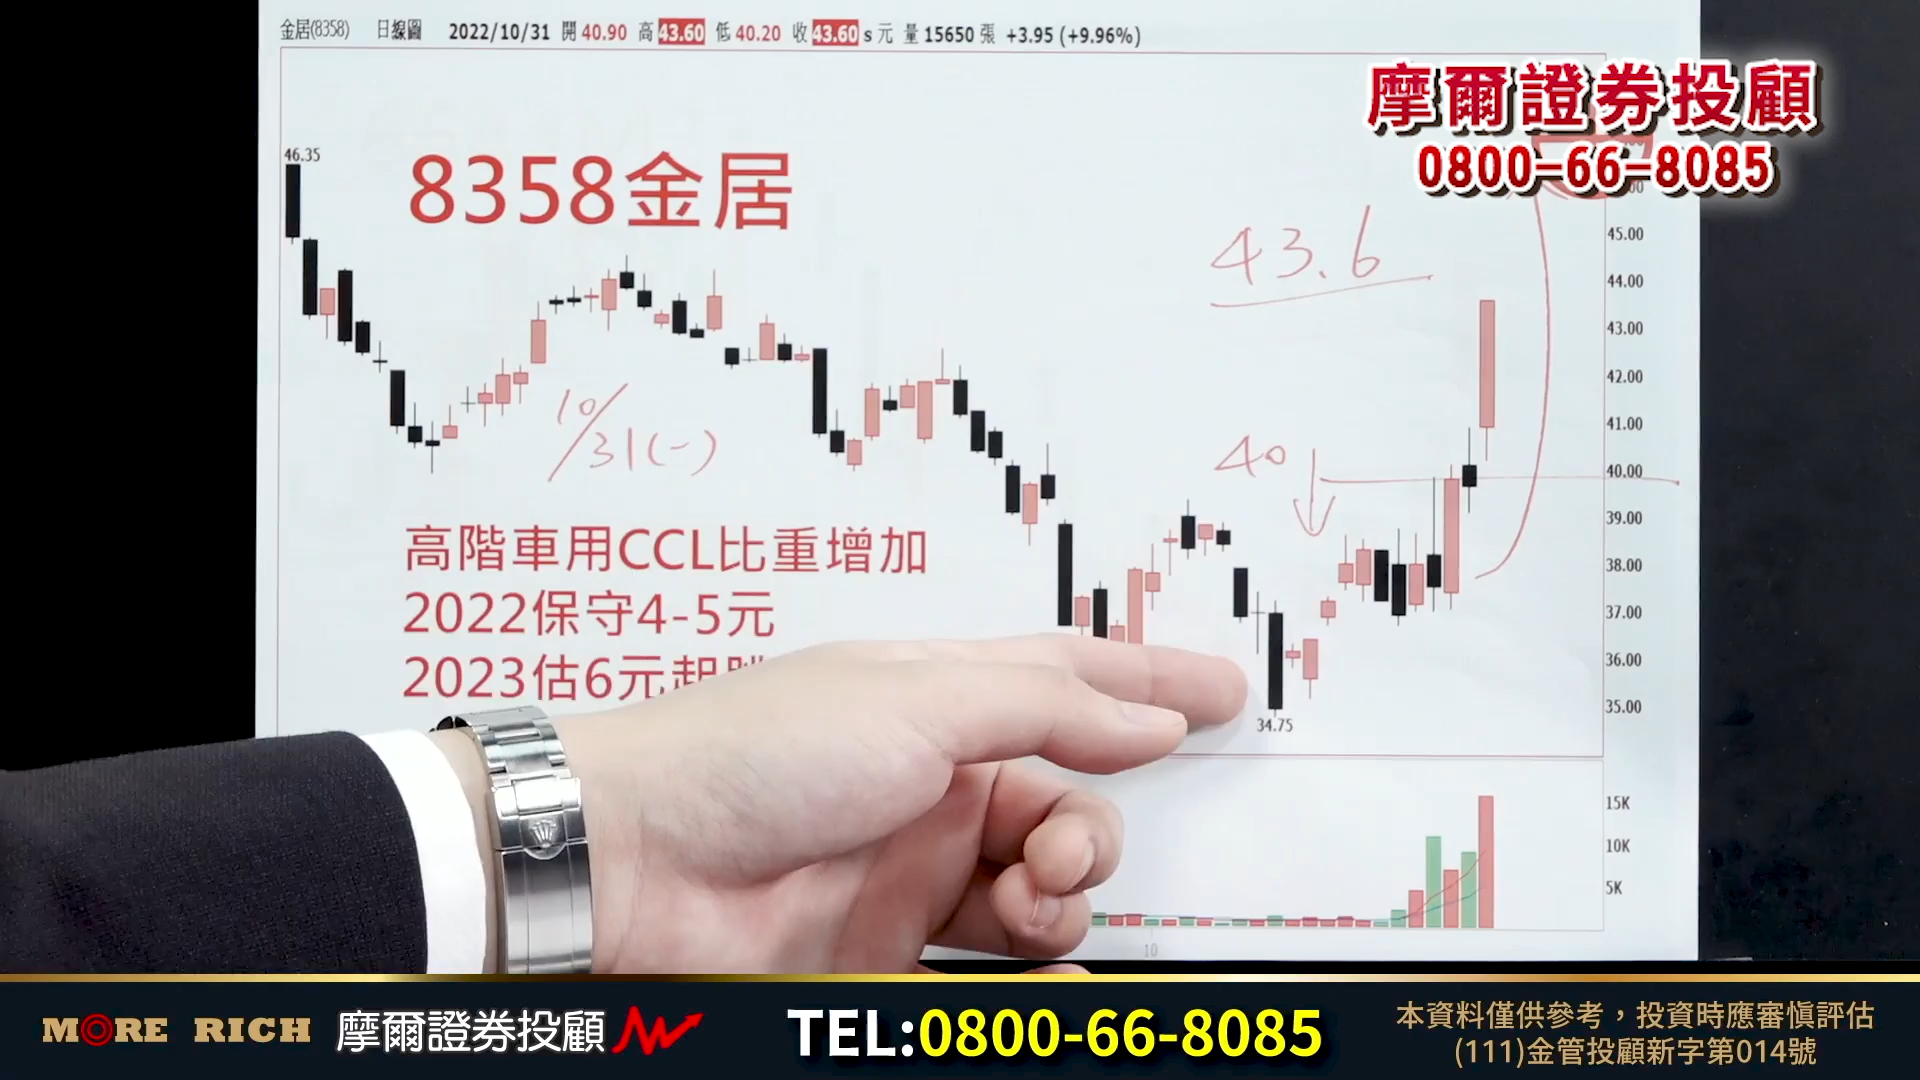 金居(8358) 日線圖 2022/10/31 開 40.90 高 43.60 低 40.20 收 43.60 s 元 量 15650 張 +3.95 (+9.96%)
摩爾證券投顧
0800-66-8085
46.35
8358金居
43.6
45.00
44.00
43.00
42.00
41.00
40.00
39.00
38.00
37.00
36.00
35.00
10/31(一)
40
高階車用CCL比重增加
2022保守4-5元
2023估6元起
34.75
15K
10K
5K
10
MORE RICH 摩爾證券投顧
TEL:0800-66-8085
本資料僅供參考，投資時應審慎評估
(111)金管投顧新字第014號